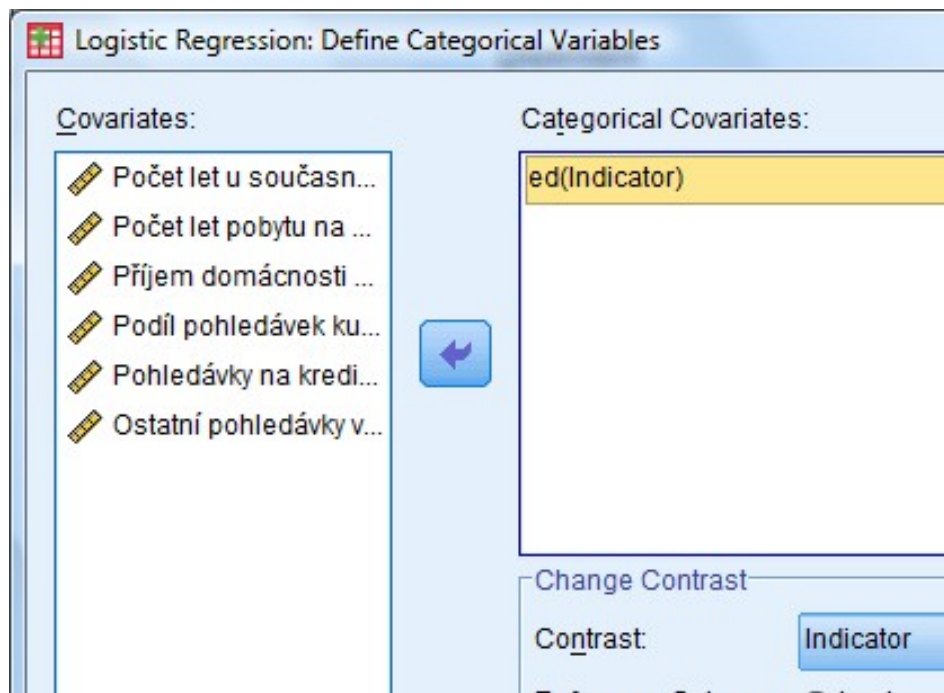 Logistic Regression: Define Categorical Variables
Covariates:
Počet let u současn...
Počet let pobytu na ...
Příjem domácnosti ...
Podíl pohledávek ku...
Pohledávky na kredi...
Ostatní pohledávky v...
Categorical Covariates:
ed(Indicator)
Change Contrast
Contrast:
Indicator